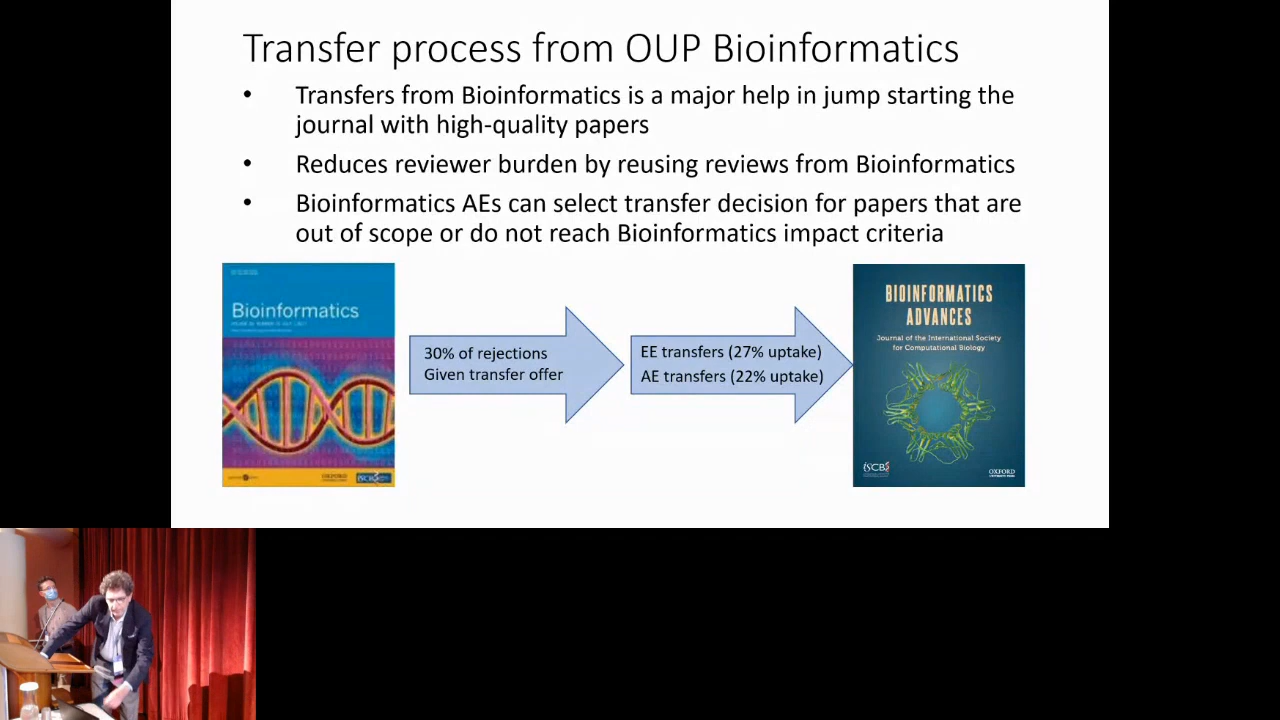 Transfer process from OUP Bioinformatics
• Transfers from Bioinformatics is a major help in jump starting the
journal with high-quality papers
• Reduces reviewer burden by reusing reviews from Bioinformatics
• Bioinformatics AEs can select transfer decision for papers that are
out of scope or do not reach Bioinformatics impact criteria
Bioinformatics
OXFORD
ISCB
30% of rejections
Given transfer offer
EE transfers (27% uptake)
AE transfers (22% uptake)
BIOINFORMATICS
ADVANCES
Journal of the International Society
for Computational Biology
ISCB
OXFORD